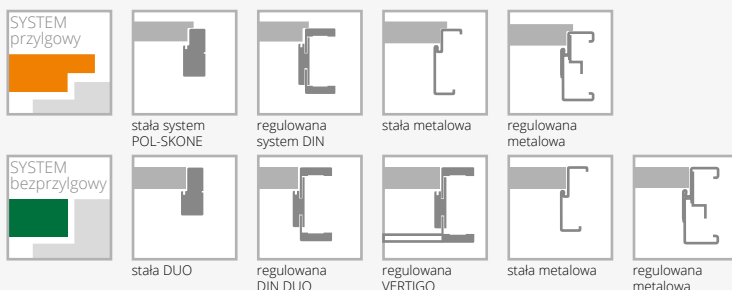 SYSTEM
przylgowy
stała system
POL-SKONE
regulowana
system DIN
stała metalowa
regulowana
metalowa
SYSTEM
bezprzylgowy
stała DUO
regulowana
DIN DUO
regulowana
VERTIGO
stała metalowa
regulowana
metalowa